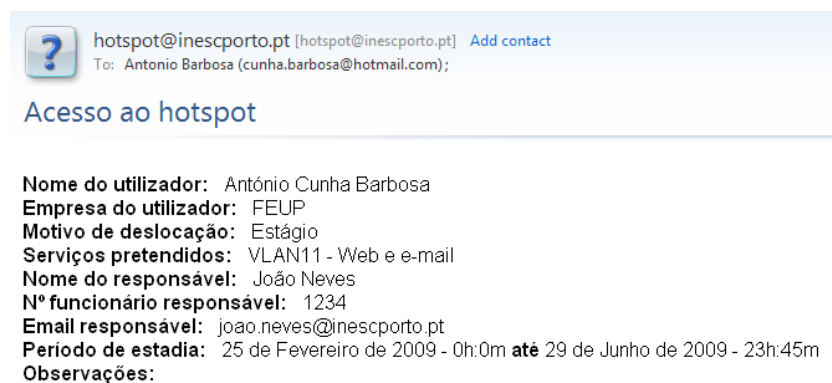 hotspot@inescporto.pt [hotspot@inescporto.pt] Add contact
To: Antonio Barbosa (cunha.barbosa@hotmail.com);
Acesso ao hotspot
Nome do utilizador: António Cunha Barbosa
Empresa do utilizador: FEUP
Motivo de deslocação: Estágio
Serviços pretendidos: VLAN11 - Web e e-mail
Nome do responsável: João Neves
Nº funcionário responsável: 1234
Email responsável: joao.neves@inescporto.pt
Período de estadia: 25 de Fevereiro de 2009 - 0h:0m até 29 de Junho de 2009 - 23h:45m
Observações: